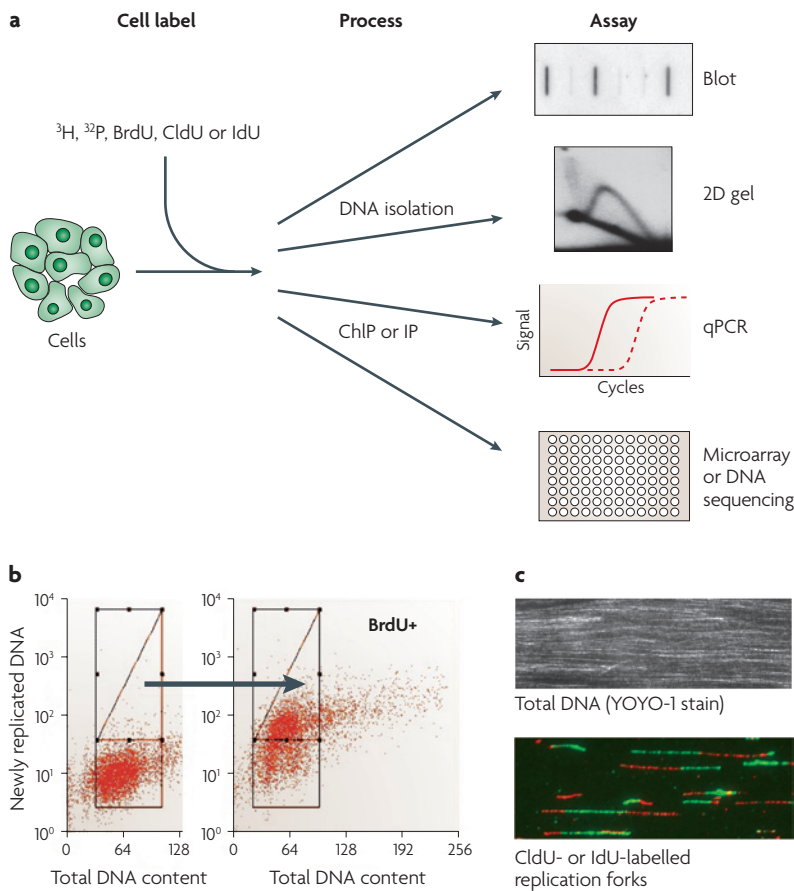 a
Cell label
Process
Assay
³H, ³²P, BrdU, CldU or IdU
Cells
DNA isolation
ChIP or IP
Blot
2D gel
Signal
Cycles
qPCR
Microarray
or DNA
sequencing
b
Newly replicated DNA
10⁴
10³
10²
10¹
10⁰
0
64
128
Total DNA content
BrdU+
10⁴
10³
10²
10¹
10⁰
0
64
128
192
256
Total DNA content
c
Total DNA (YOYO-1 stain)
CldU- or IdU-labelled
replication forks